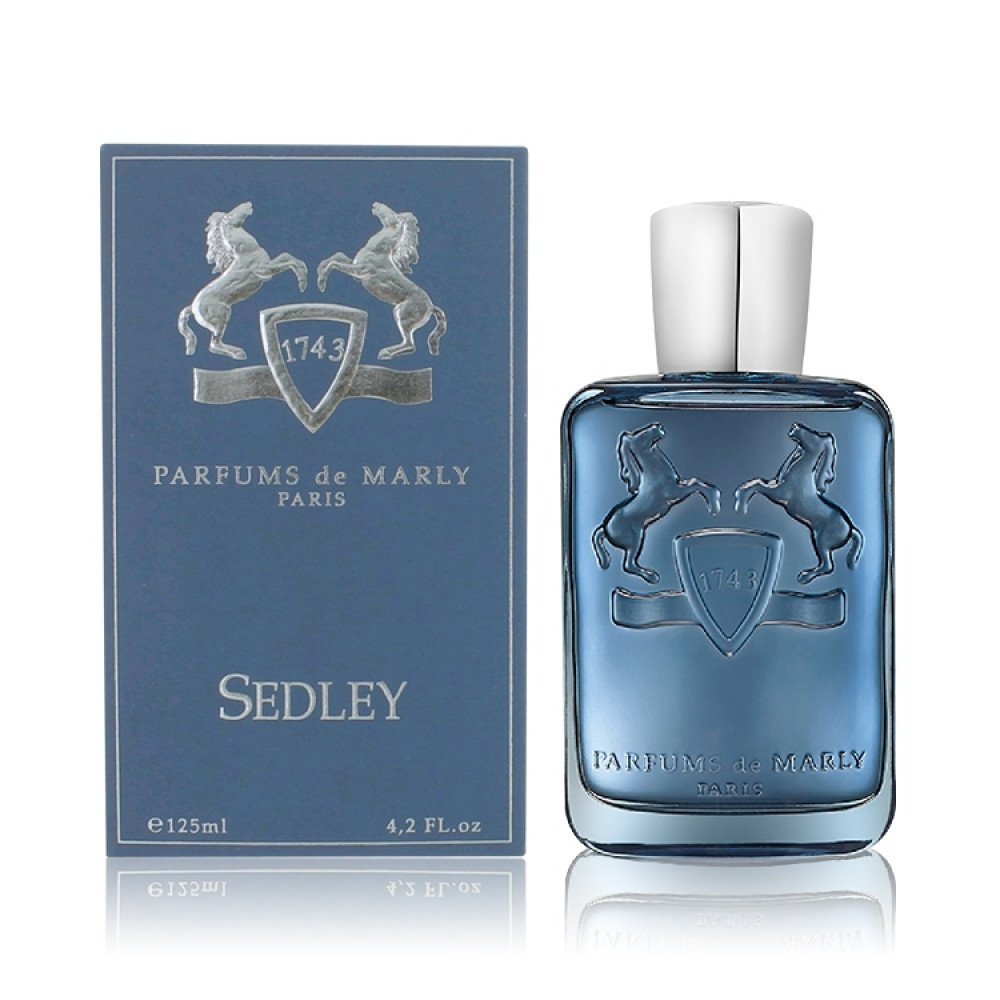 1743
PARFUMS de MARLY
PARIS
SEDLEY
℮125ml
4,2 FL.oz
1743
PARFUMS de MARLY
PARIS